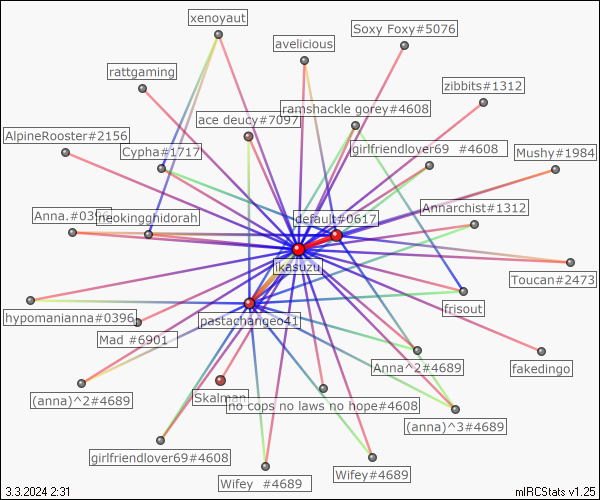 xenoyaut
Soxy Foxy#5076
avelicious
rattgaming
zibbits#1312
ramshackle gorey#4608
ace deucy#7097
AlpineRooster#2156
Cypha#1717
girlfriendlover69 #4608
Mushy#1984
Anna.#0396
neokingghidorah
default#0617
Annarchist#1312
ikasuzu
Toucan#2473
hypomanianna#0396
pastachangeo41
frisout
Mad #6901
Anna^2#4689
fakedingo
(anna)^2#4689
Skalman
no cops no laws no hope#4608
(anna)^3#4689
girlfriendlover69#4608
Wifey #4689
Wifey#4689
3.3.2024 2:31
mIRCStats v1.25